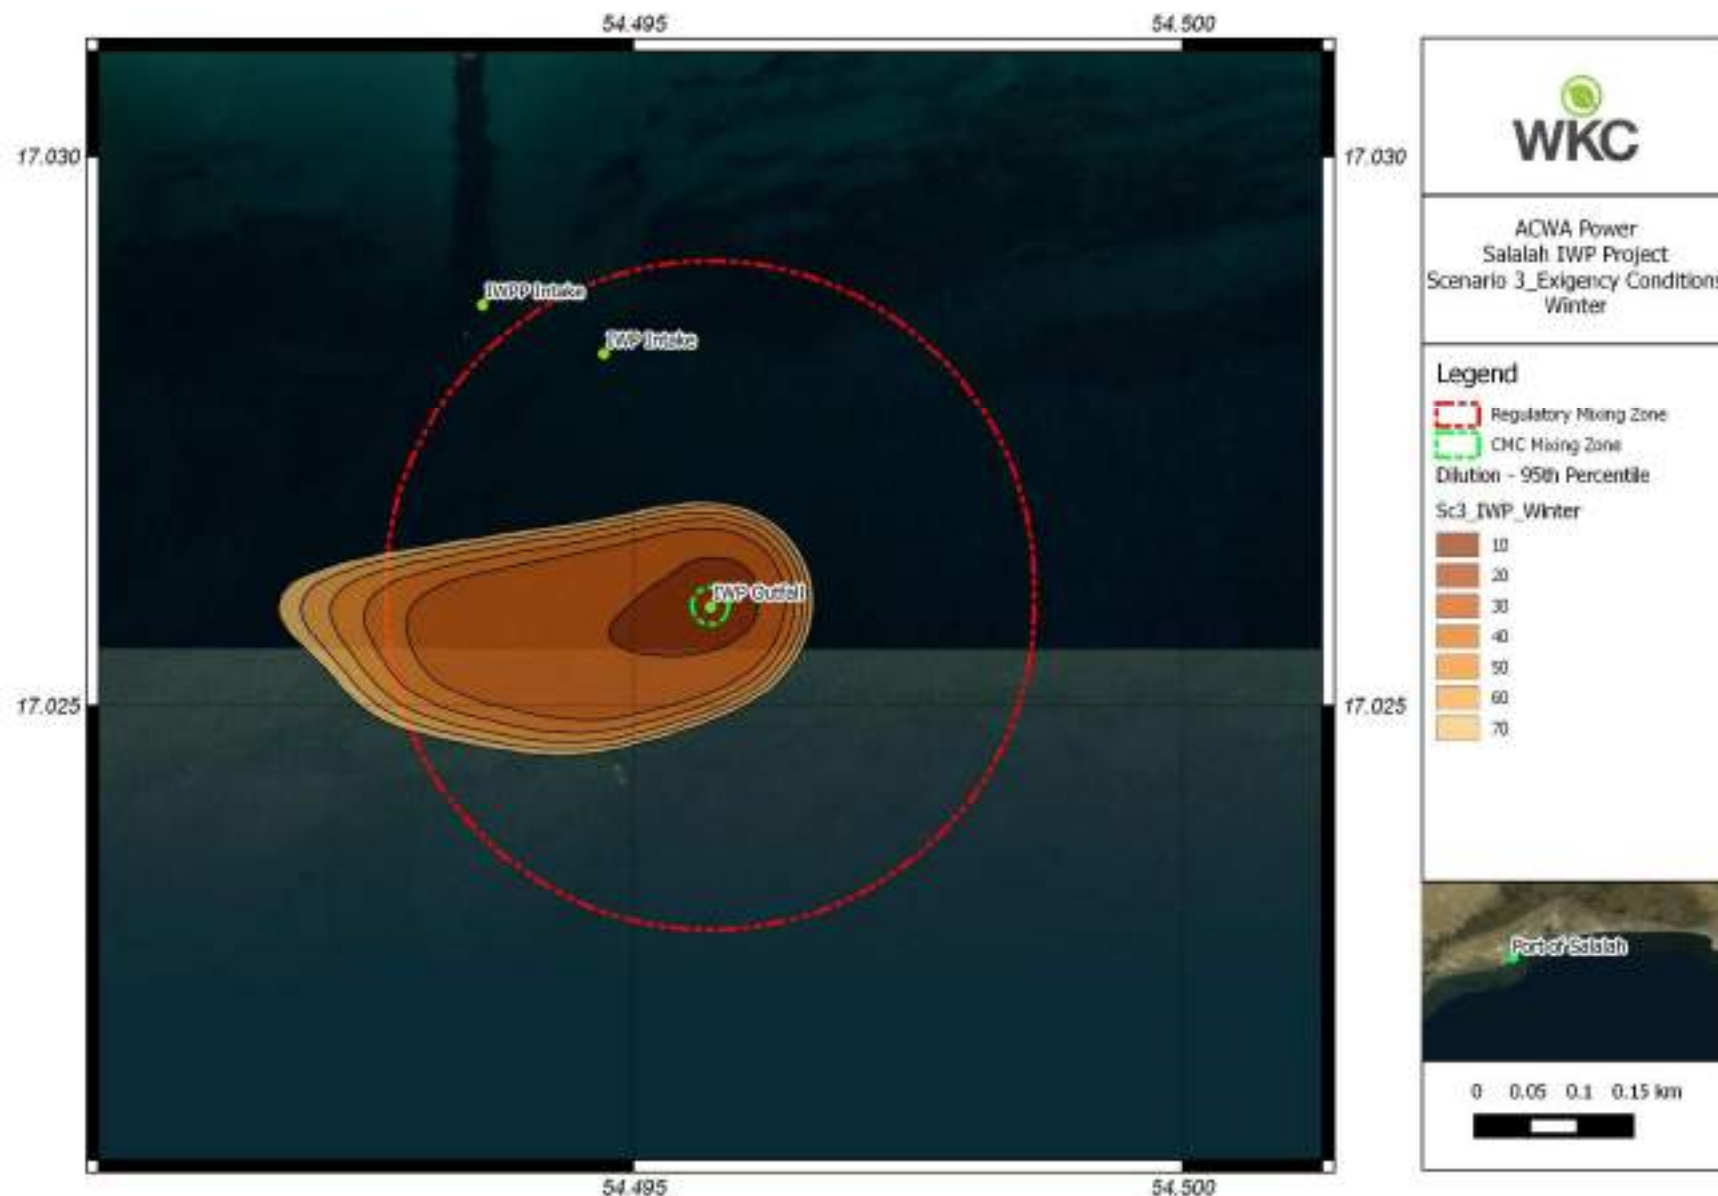 54.495
54.500
17.030
17.030
IWPP Intake
IWP Intake
IWP Outfall
17.025
17.025
54.495
54.500
WKC
ACWA Power
Salalah IWP Project
Scenario 3_Exigency Conditions
Winter
Legend
Regulatory Mixing Zone
CMC Mixing Zone
Dilution - 95th Percentile
Sc3_IWP_Winter
10
20
30
40
50
60
70
Port of Salalah
0 0.05 0.1 0.15 km